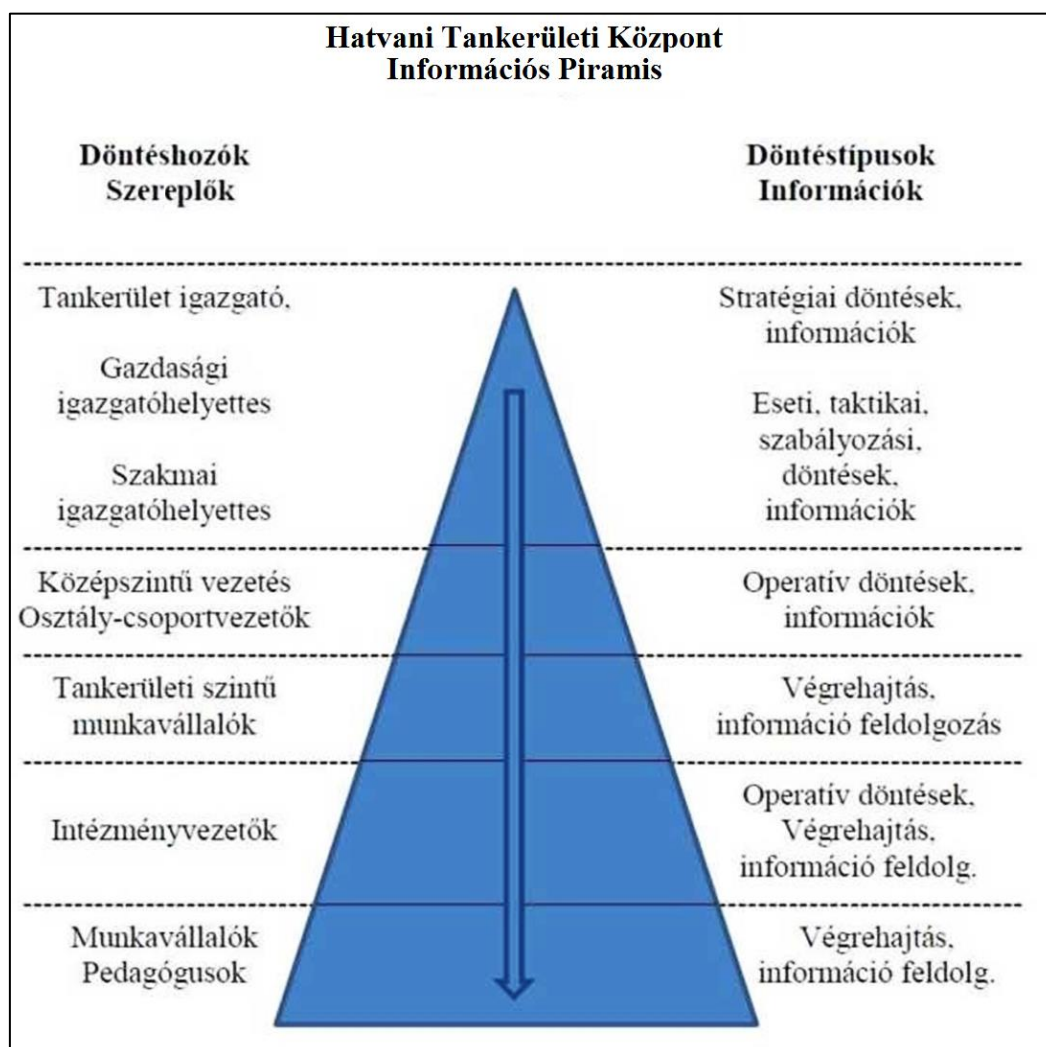 Hatvani Tankerületi Központ
Információs Piramis
Döntéshozók
Szereplők
Döntéstípusok
Információk
Tankerület igazgató,
Gazdasági
igazgatóhelyettes
Szakmai
igazgatóhelyettes
Stratégiai döntések,
információk
Eseti, taktikai,
szabályozási,
döntések,
információk
Középszintű vezetés
Osztály-csoportvezetők
Operatív döntések,
információk
Tankerületi szintű
munkavállalók
Végrehajtás,
információ feldolgozás
Intézményvezetők
Operatív döntések,
Végrehajtás,
információ feldolg.
Munkavállalók
Pedagógusok
Végrehajtás,
információ feldolg.